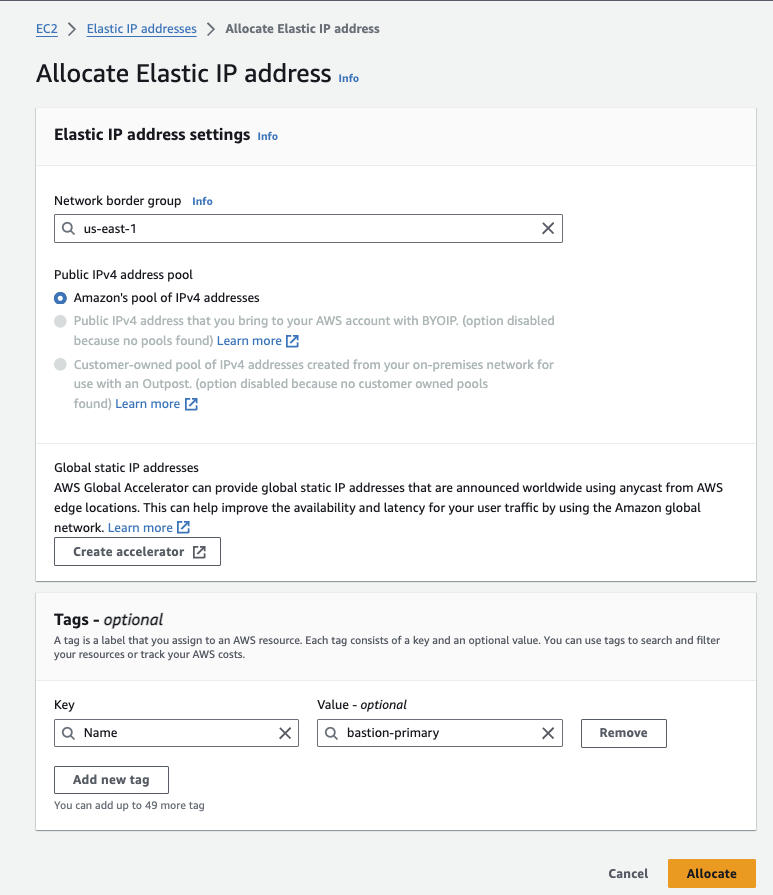 EC2 > Elastic IP addresses > Allocate Elastic IP address
Allocate Elastic IP address Info
Elastic IP address settings Info
Network border group Info
us-east-1
Public IPv4 address pool
Amazon's pool of IPv4 addresses
Public IPv4 address that you bring to your AWS account with BYOIP. (option disabled
because no pools found) Learn more
Customer-owned pool of IPv4 addresses created from your on-premises network for
use with an Outpost. (option disabled because no customer owned pools
found) Learn more
Global static IP addresses
AWS Global Accelerator can provide global static IP addresses that are announced worldwide using anycast from AWS
edge locations. This can help improve the availability and latency for your user traffic by using the Amazon global
network. Learn more
Create accelerator
Tags - optional
A tag is a label that you assign to an AWS resource. Each tag consists of a key and an optional value. You can use tags to search and filter
your resources or track your AWS costs.
Key Value - optional
Name bastion-primary Remove
Add new tag
You can add up to 49 more tag
Cancel Allocate